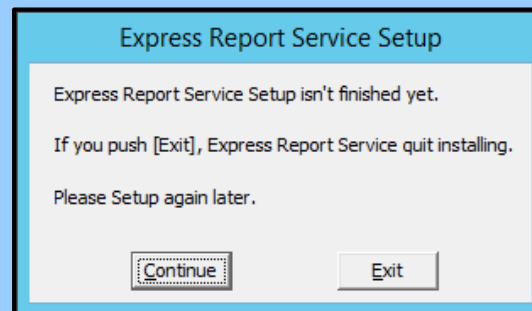 Express Report Service Setup
Express Report Service Setup isn't finished yet.
If you push [Exit], Express Report Service quit installing.
Please Setup again later.
Continue
Exit